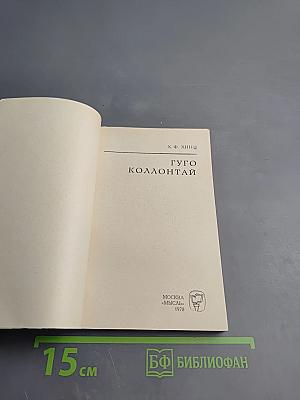 Х. Ф. ХИНЦ
ГУГО
КОЛЛОНТАЙ
МОСКВА
«МЫСЛЬ»
1978
15 см
БФ БИБЛИОФАН